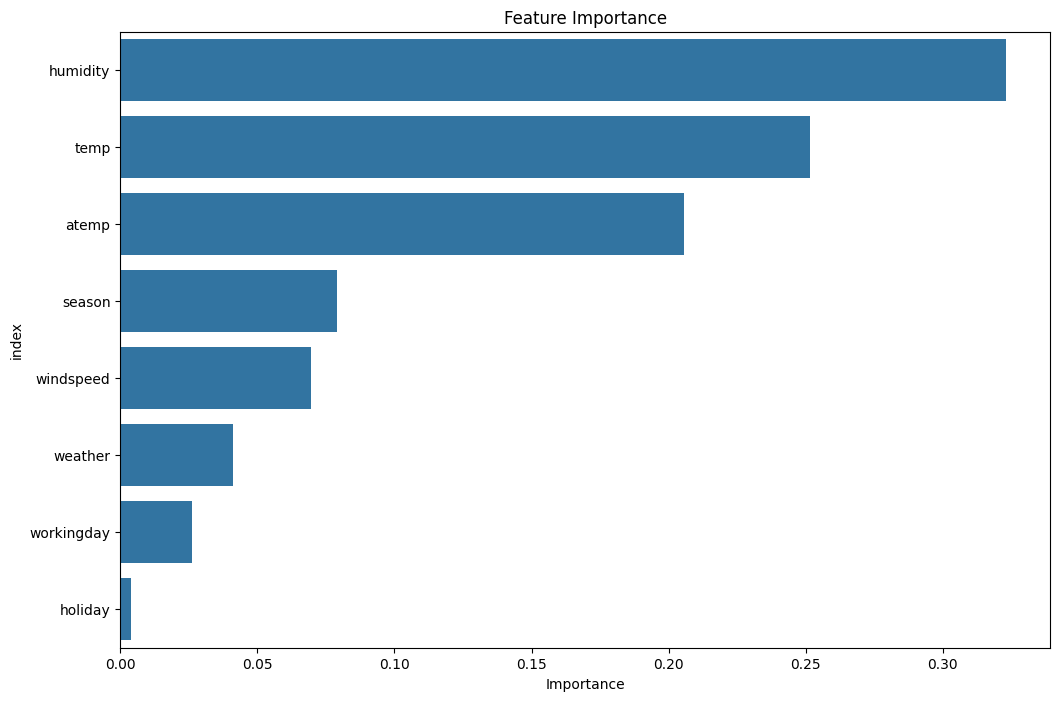 Feature Importance
humidity
temp
atemp
season
windspeed
weather
workingday
holiday
index
0.00 0.05 0.10 0.15 0.20 0.25 0.30
Importance